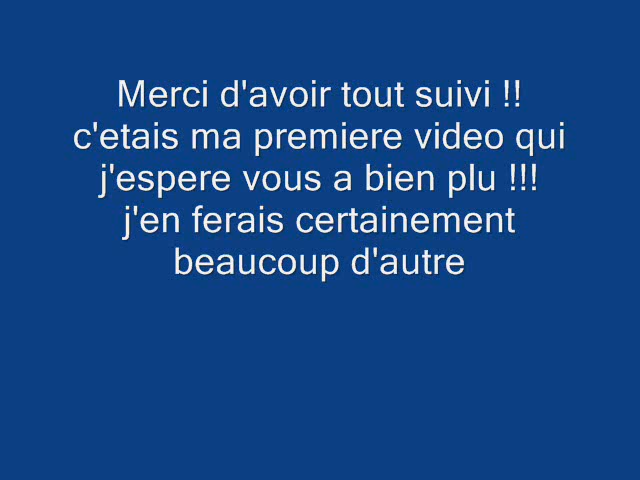 Merci d'avoir tout suivi !!
c'etais ma premiere video qui
j'espere vous a bien plu !!!
j'en ferais certainement
beaucoup d'autre